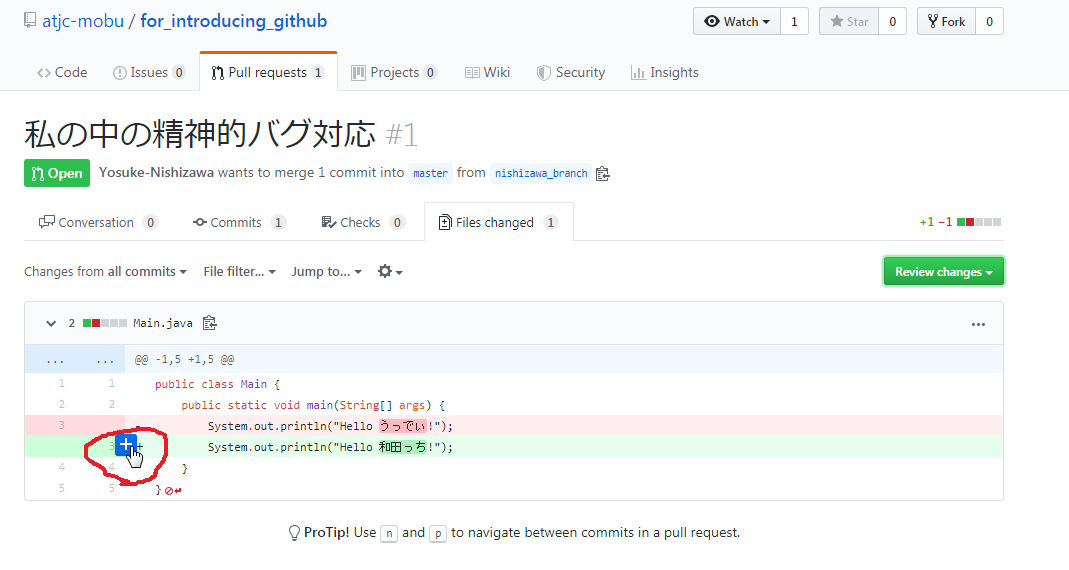 atjc-mobu / for_introducing_github
Watch 1 Star 0 Fork 0
Code Issues 0 Pull requests 1 Projects 0 Wiki Security Insights
私の中の精神的バグ対応 #1
Open Yosuke-Nishizawa wants to merge 1 commit into master from nishizawa_branch
Conversation 0 Commits 1 Checks 0 Files changed 1 +1 −1
Changes from all commits File filter... Jump to... Review changes
2 Main.java ...
... ... @@ -1,5 +1,5 @@
1 1 public class Main {
2 2 public static void main(String[] args) {
3 - System.out.println("Hello うってい!");
3 + System.out.println("Hello 和田っち!");
4 4 }
5 5 }
ProTip! Use n and p to navigate between commits in a pull request.